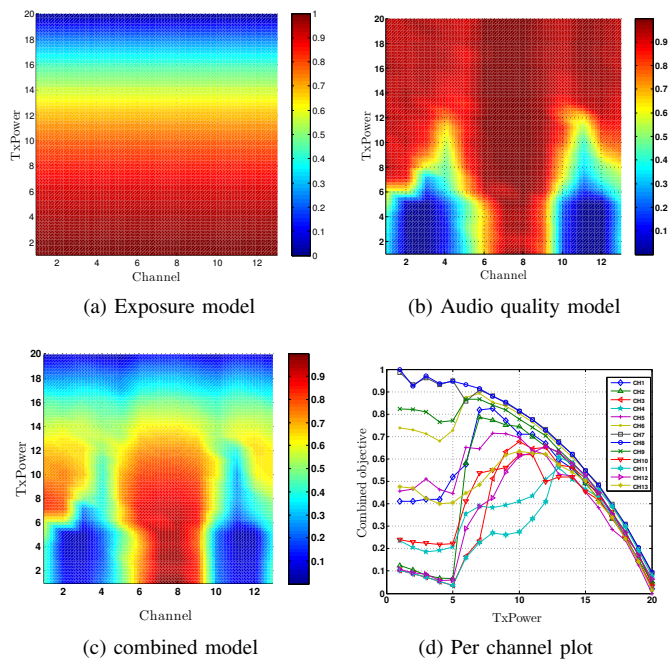 20
18
16
14
12
10
8
6
4
2
TxPower
2 4 6 8 10 12
Channel
1
0.9
0.8
0.7
0.6
0.5
0.4
0.3
0.2
0.1
0
(a) Exposure model
20
18
16
14
12
10
8
6
4
2
TxPower
2 4 6 8 10 12
Channel
0.9
0.8
0.7
0.6
0.5
0.4
0.3
0.2
0.1
(b) Audio quality model
20
18
16
14
12
10
8
6
4
2
TxPower
2 4 6 8 10 12
Channel
0.9
0.8
0.7
0.6
0.5
0.4
0.3
0.2
0.1
(c) combined model
1
0.9
0.8
0.7
0.6
0.5
0.4
0.3
0.2
0.1
0
Combined objective
0 5 10 15 20
TxPower
CH1
CH2
CH3
CH4
CH5
CH6
CH7
CH8
CH9
CH10
CH11
CH12
CH13
(d) Per channel plot